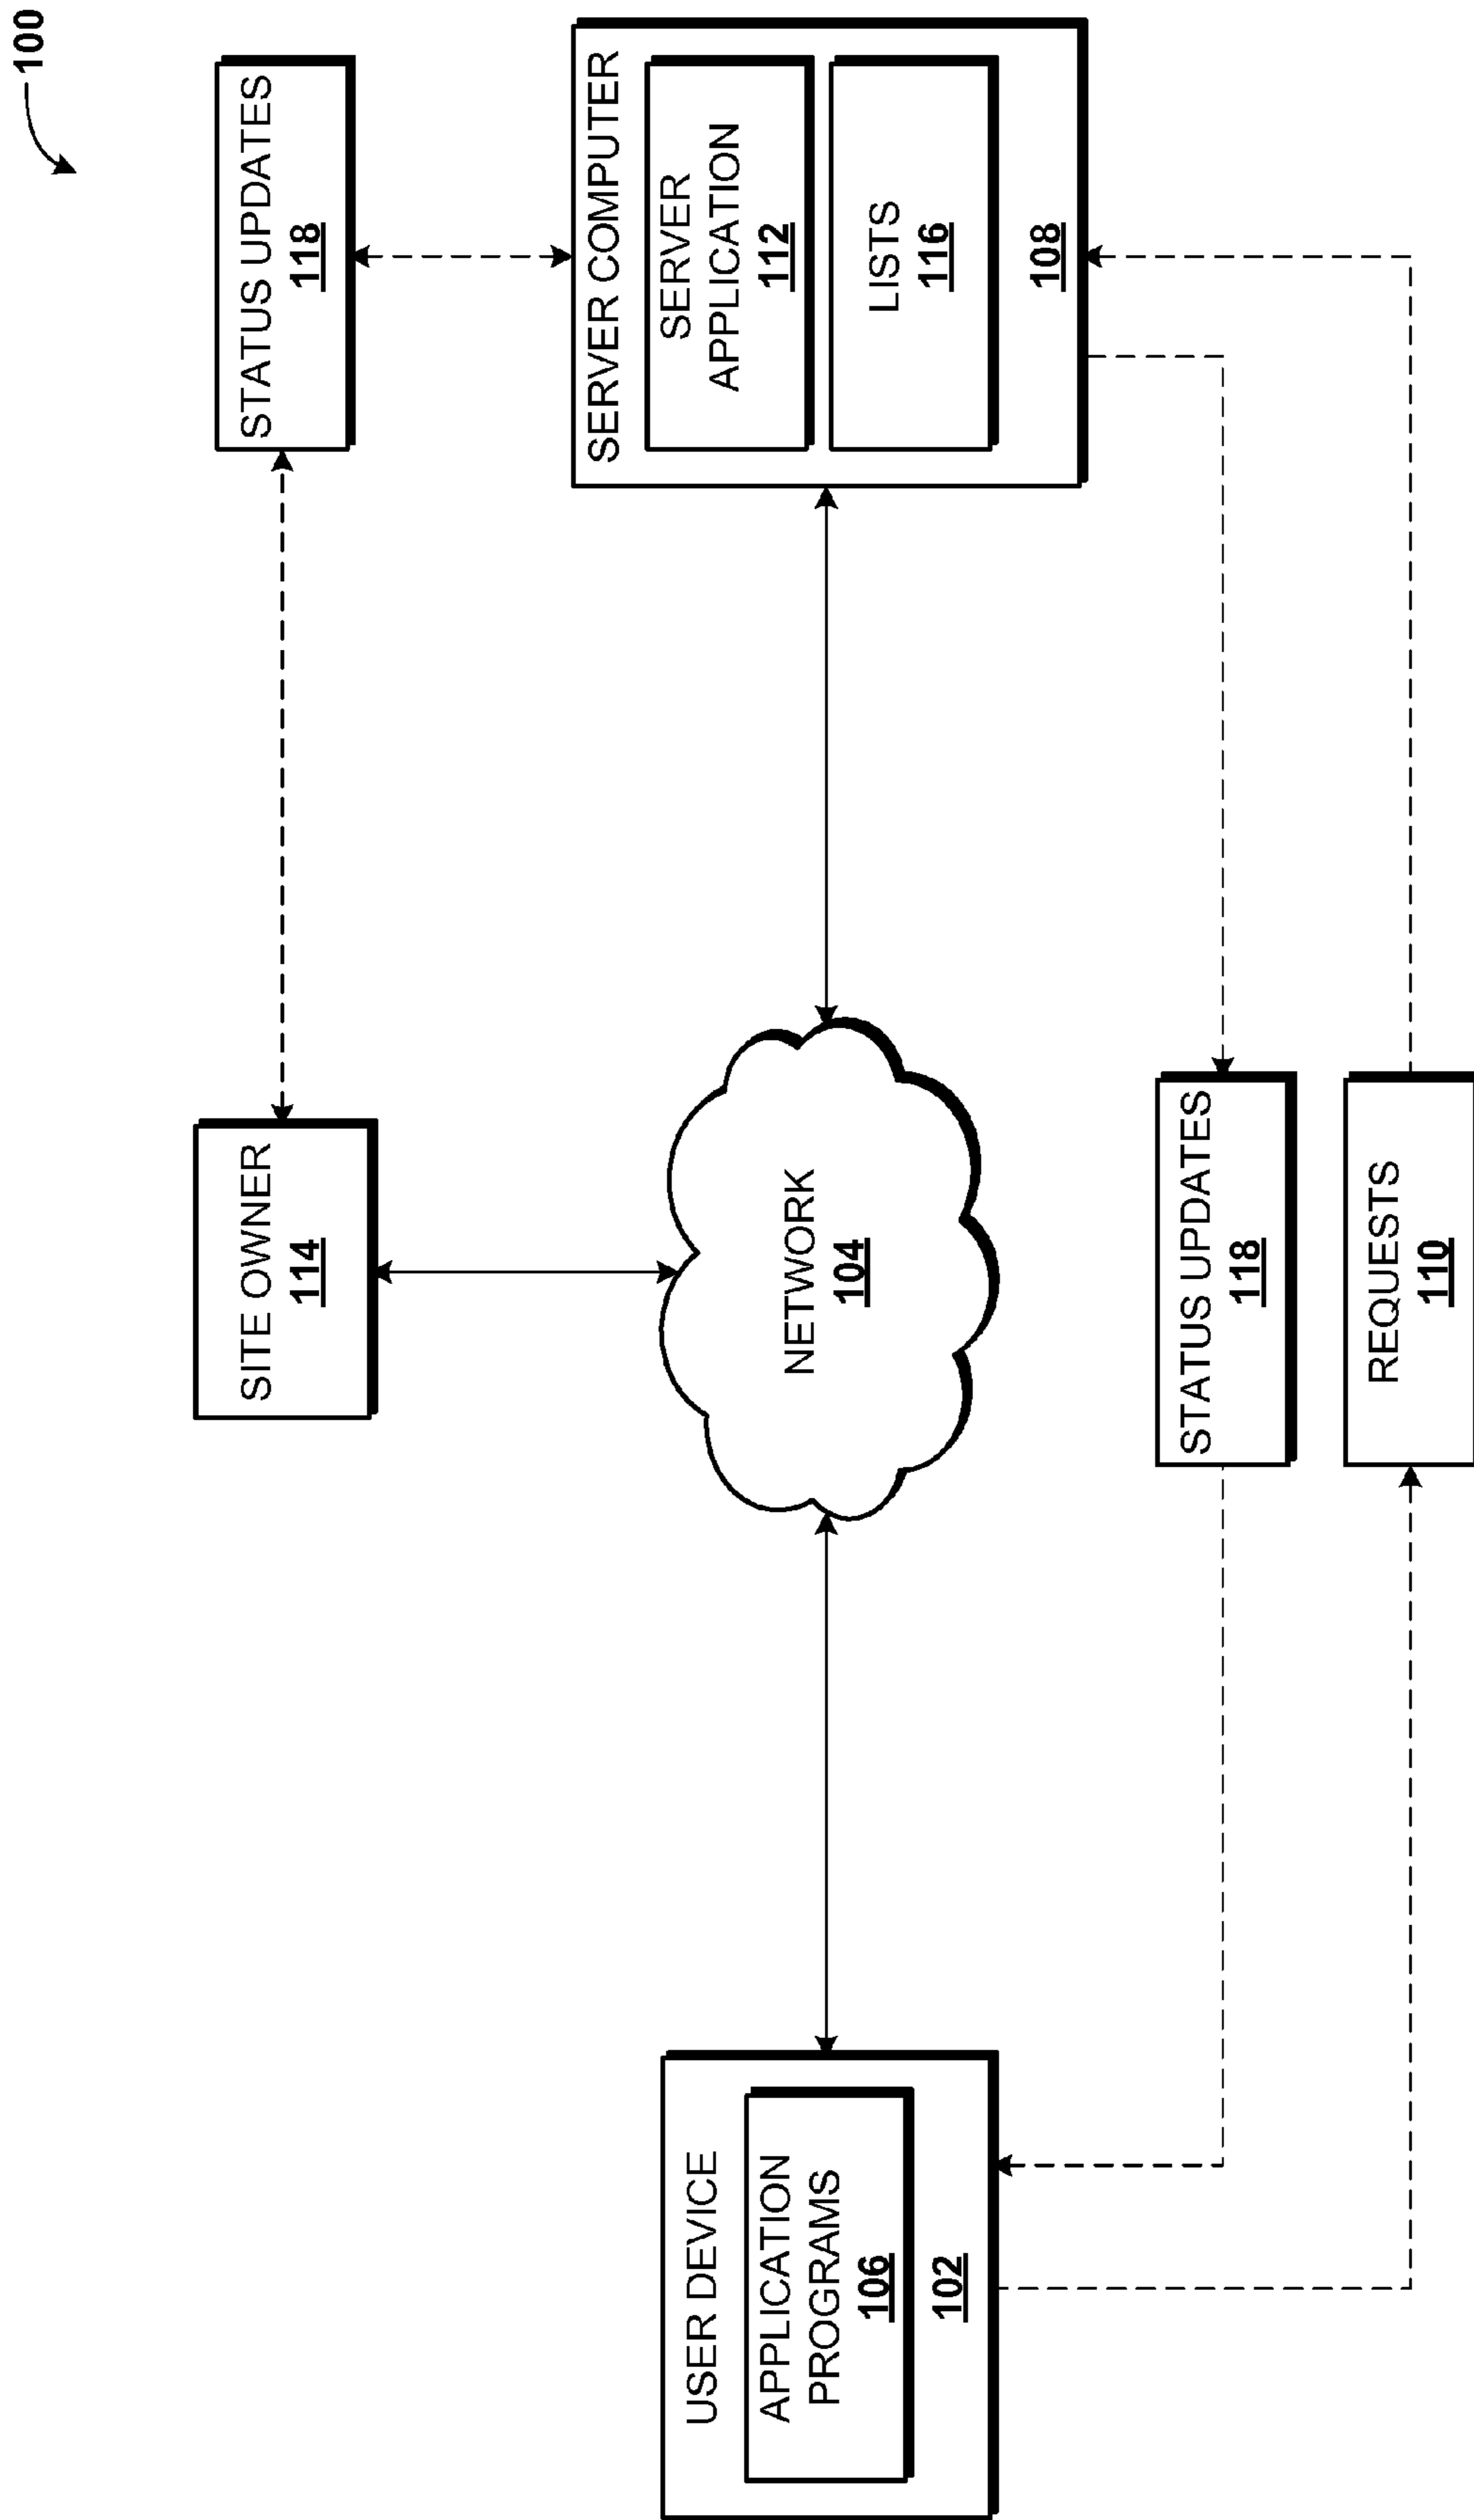 100
STATUS UPDATES
118
SITE OWNER
114
SERVER COMPUTER
SERVER
APPLICATION
112
LISTS
116
108
NETWORK
104
USER DEVICE
APPLICATION
PROGRAMS
106
102
STATUS UPDATES
118
REQUESTS
110